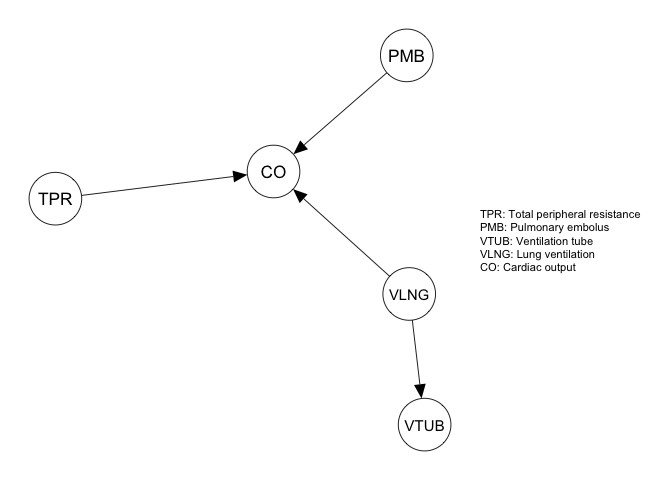 PMB
CO
TPR
TPR: Total peripheral resistance
PMB: Pulmonary embolus
VTUB: Ventilation tube
VLNG: Lung ventilation
CO: Cardiac output
VLNG
VTUB